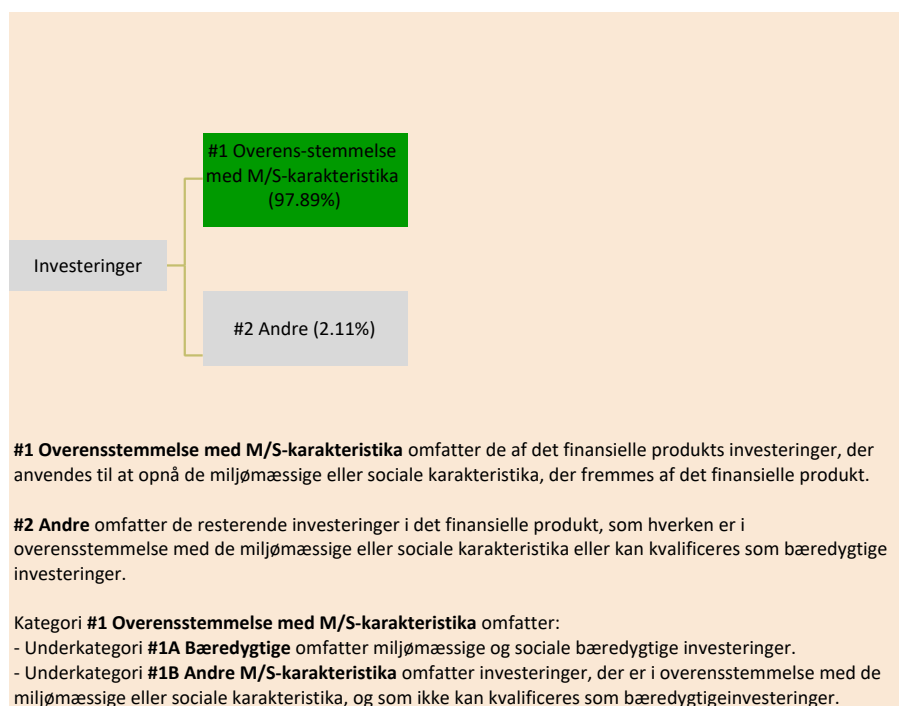 #1 Overens-stemmelse
med M/S-karakteristika
(97.89%)
Investeringer
#2 Andre (2.11%)
#1 Overensstemmelse med M/S-karakteristika omfatter de af det finansielle produkts investeringer, der
anvendes til at opnå de miljømæssige eller sociale karakteristika, der fremmes af det finansielle produkt.
#2 Andre omfatter de resterende investeringer i det finansielle produkt, som hverken er i
overensstemmelse med de miljømæssige eller sociale karakteristika eller kan kvalificeres som bæredygtige
investeringer.
Kategori #1 Overensstemmelse med M/S-karakteristika omfatter:
- Underkategori #1A Bæredygtige omfatter miljømæssige og sociale bæredygtige investeringer.
- Underkategori #1B Andre M/S-karakteristika omfatter investeringer, der er i overensstemmelse med de
miljømæssige eller sociale karakteristika, og som ikke kan kvalificeres som bæredygtigeinvesteringer.